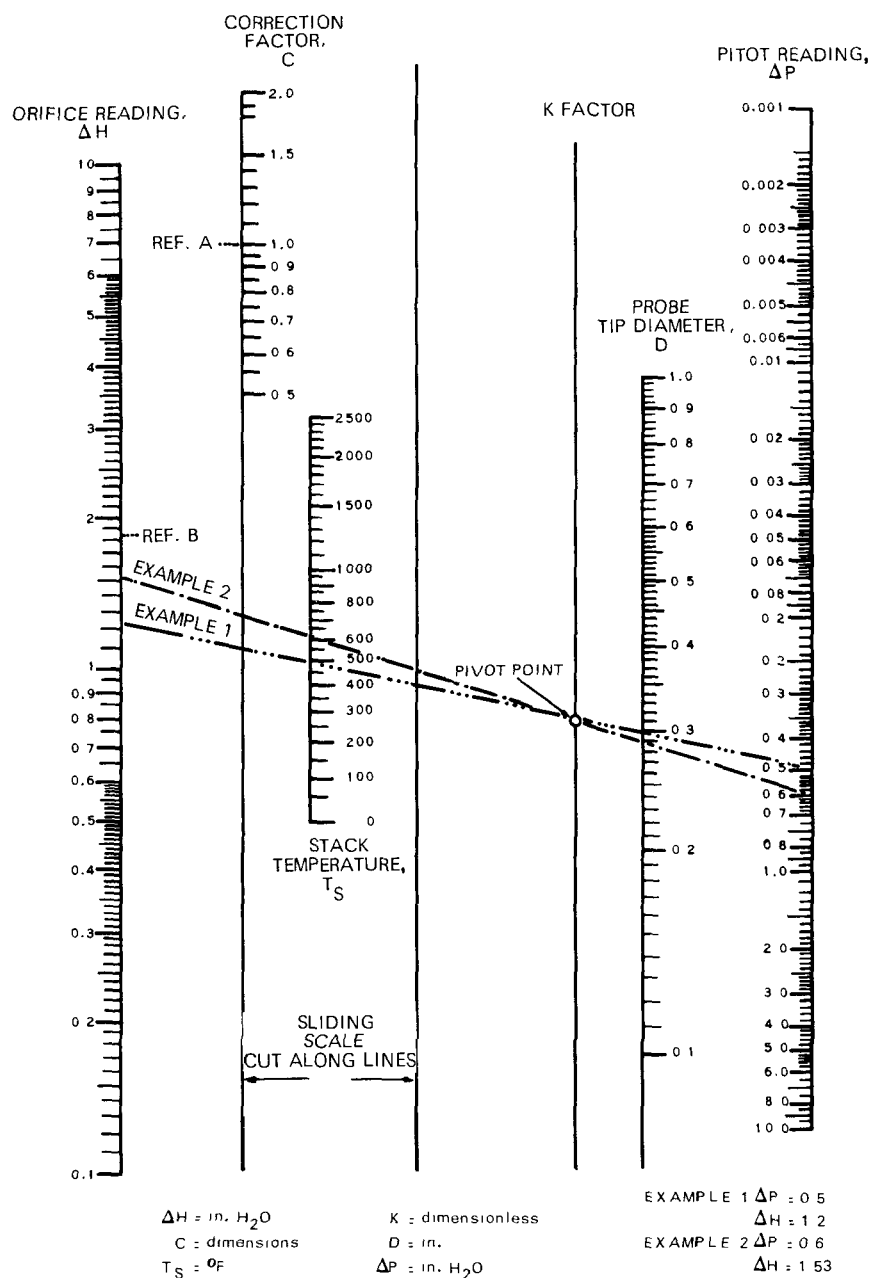 CORRECTION
FACTOR,
C
PITOT READING,
ΔP
ORIFICE READING,
ΔH
K FACTOR
2.0
1.5
REF. A
1.0
0 9
0.8
0.7
0 6
0.5
10
9
8
7
6
5
4
3
2
1
0.9
0.8
0.7
0.6
0.5
0.4
0.3
0 2
0.1
REF. B
EXAMPLE 2
EXAMPLE 1
2500
2000
1500
1000
800
600
500
400
300
200
100
0
STACK
TEMPERATURE,
TS
PIVOT POINT
PROBE
TIP DIAMETER,
D
1.0
0 9
0 8
0 7
0 6
0 5
0 4
0 3
0 2
0 1
0.001
0.002
0.003
0 004
0.005
0.006
0.01
0 02
0 03
0 04
0 05
0 06
0 08
0 2
0 2
0 3
0 4
0 5
0 6
0 7
0 8
1.0
2 0
3 0
4 0
5 0
6.0
8 0
10 0
SLIDING
SCALE
CUT ALONG LINES
ΔH = in. H2O
C = dimensions
TS = °F
K = dimensionless
D = in.
ΔP = in. H2O
EXAMPLE 1 ΔP = 0 5
ΔH = 1 2
EXAMPLE 2 ΔP = 0 6
ΔH = 1 53